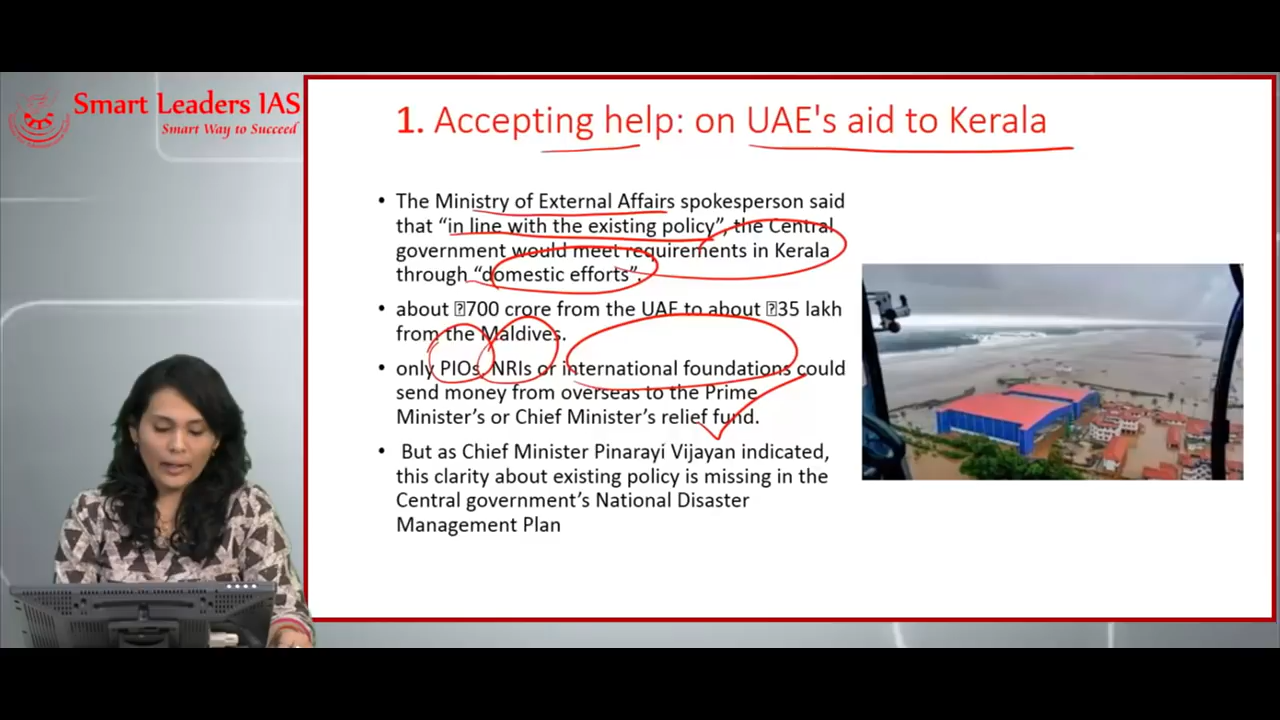 Smart Leaders IAS
Smart Way to Succeed
1. Accepting help: on UAE's aid to Kerala
• The Ministry of External Affairs spokesperson said
that “in line with the existing policy”, the Central
government would meet requirements in Kerala
through “domestic efforts”.
• about 700 crore from the UAE to about 35 lakh
from the Maldives.
• only PIOs, NRIs or international foundations could
send money from overseas to the Prime
Minister’s or Chief Minister’s relief fund.
• But as Chief Minister Pinarayi Vijayan indicated,
this clarity about existing policy is missing in the
Central government’s National Disaster
Management Plan